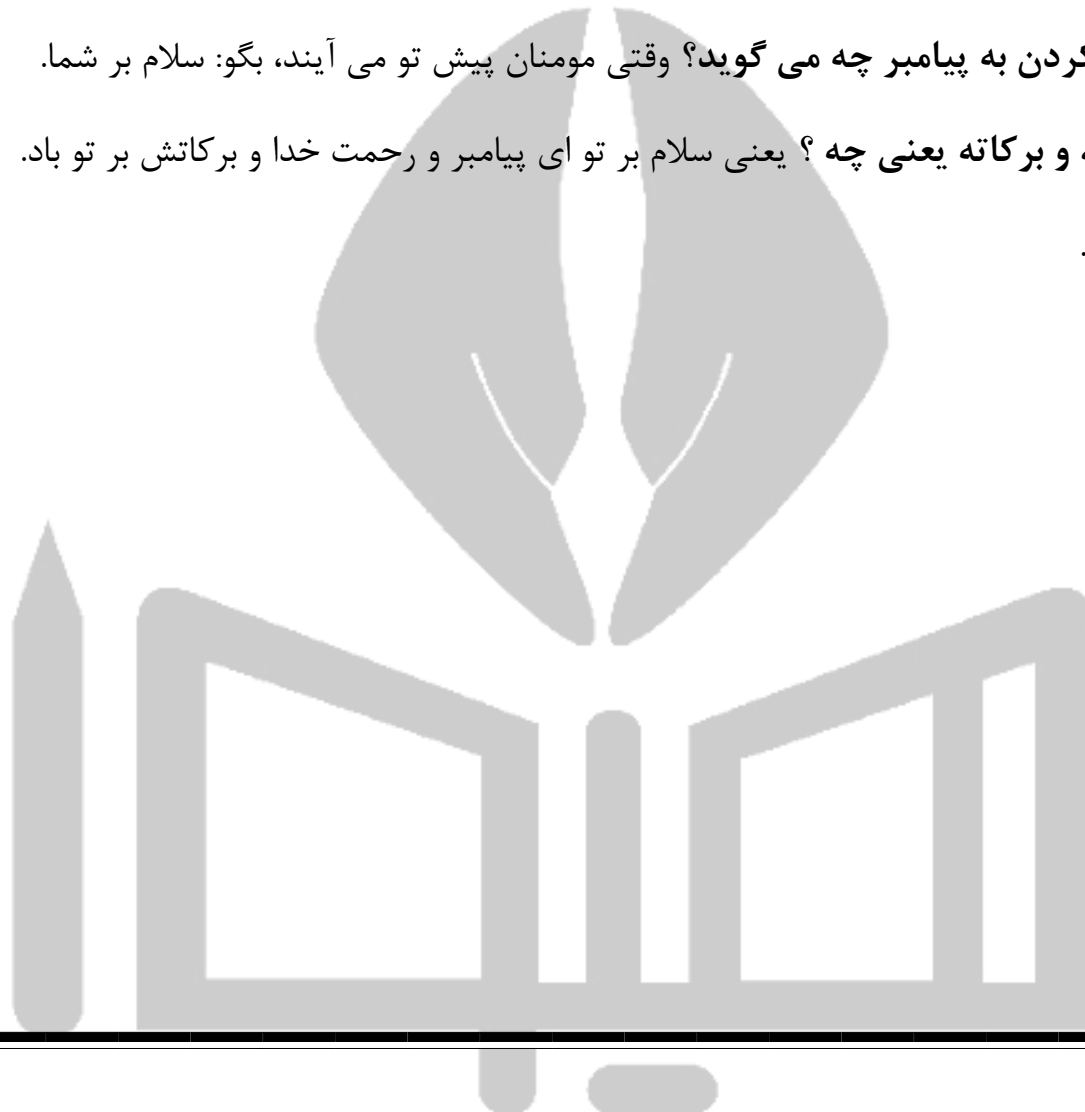 کردن به پیامبر چه می گوید؟ وقتی مومنان پیش تو می آیند، بگو: سلام بر شما.
و برکاته یعنی چه ؟ یعنی سلام بر تو ای پیامبر و رحمت خدا و برکاتش بر تو باد.
.